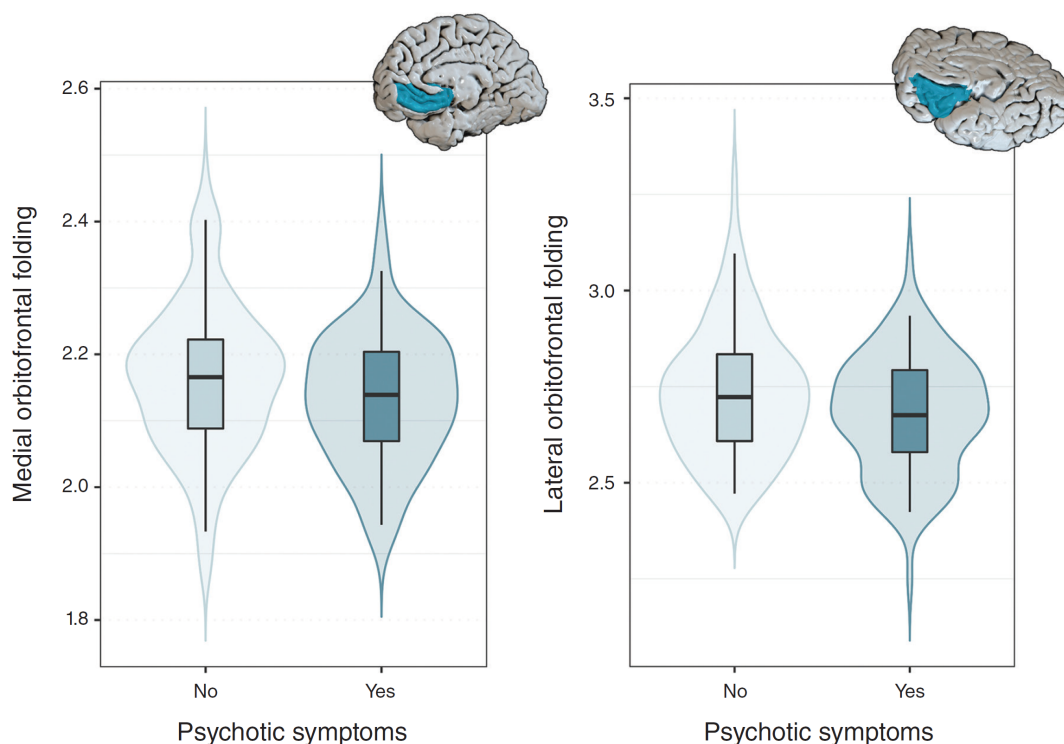 Medial orbitofrontal folding
2.6
2.4
2.2
2.0
1.8
No
Yes
Psychotic symptoms
Lateral orbitofrontal folding
3.5
3.0
2.5
No
Yes
Psychotic symptoms